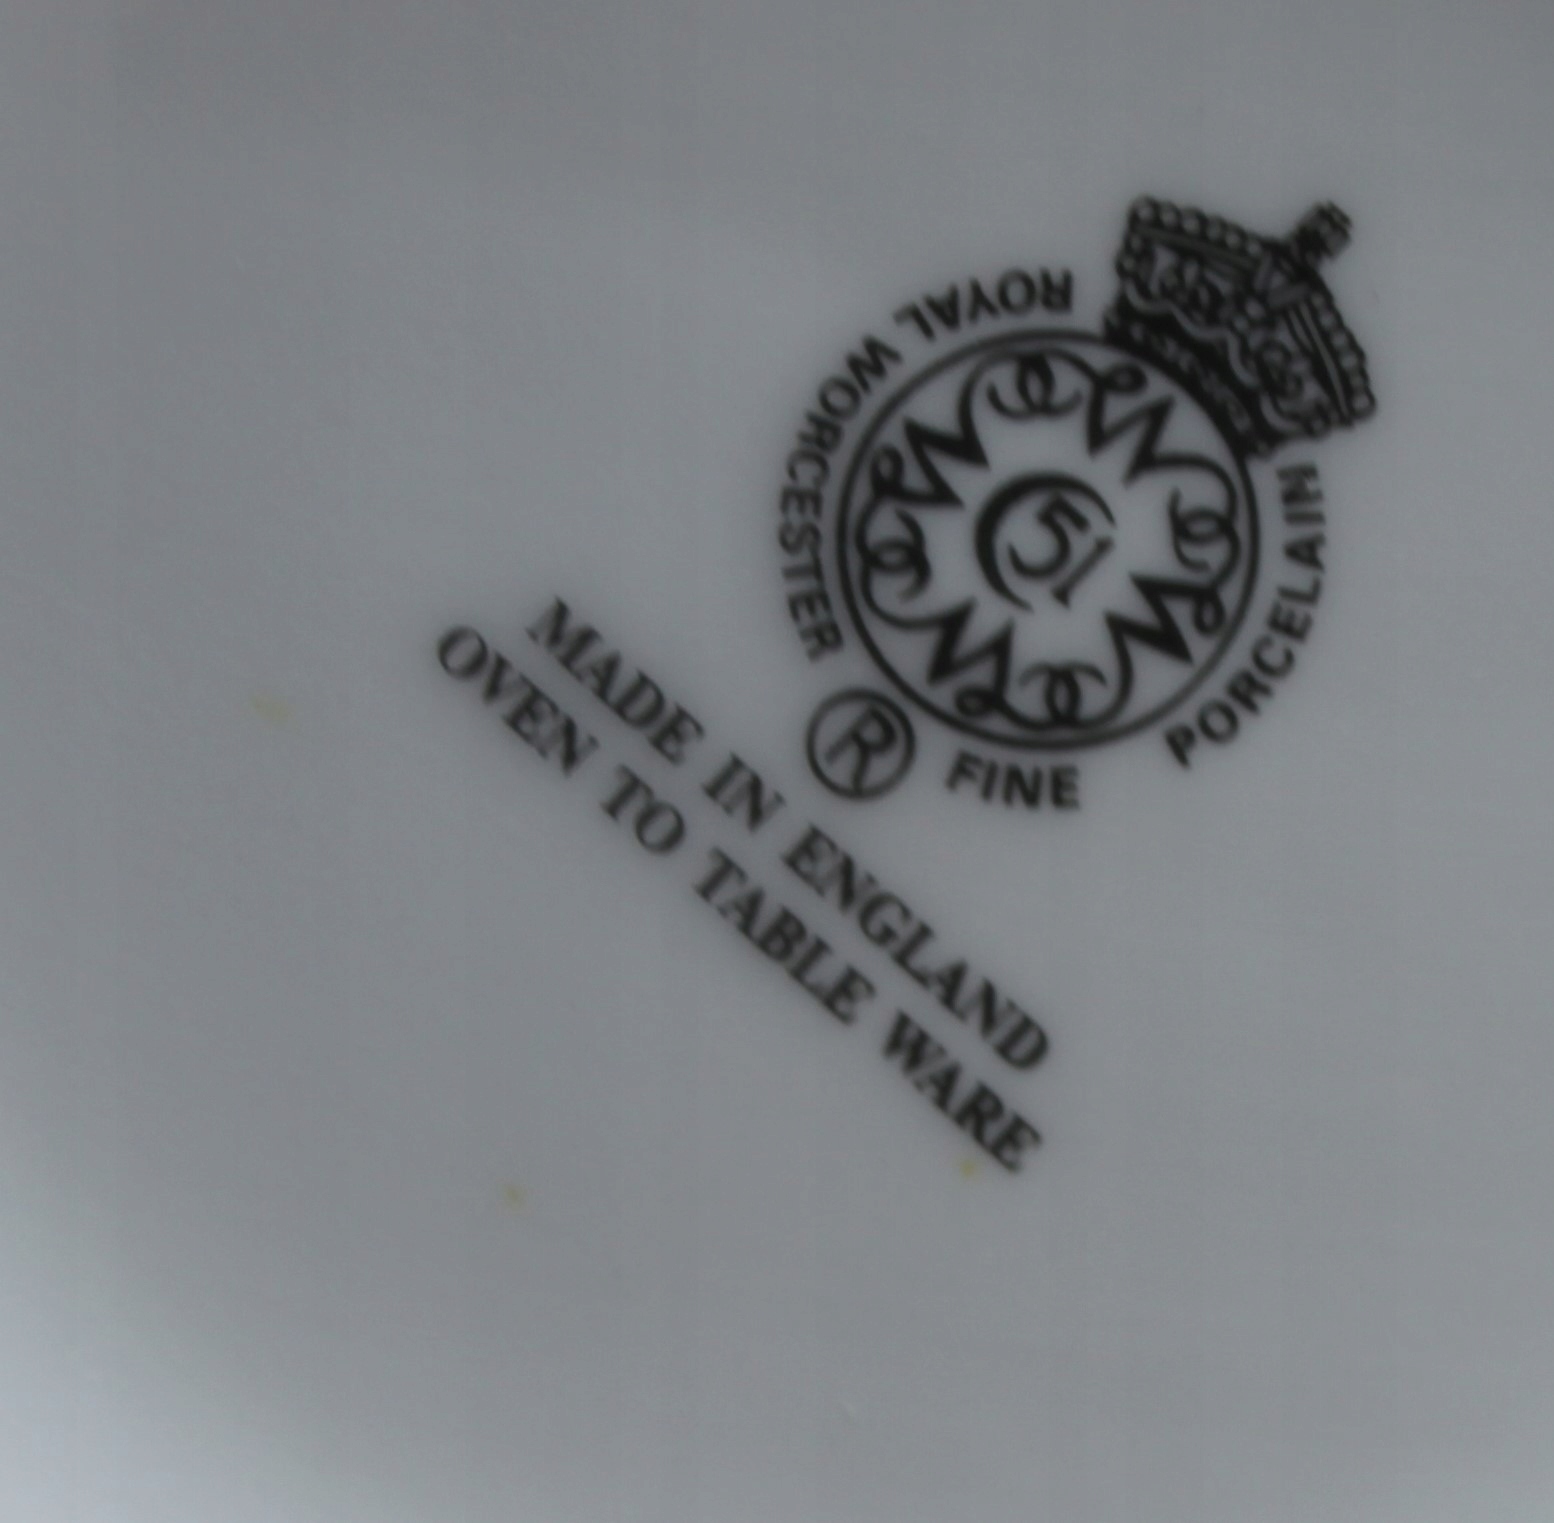 ROYAL WORCESTER
FINE PORCELAIN
51
®
MADE IN ENGLAND
OVEN TO TABLE WARE